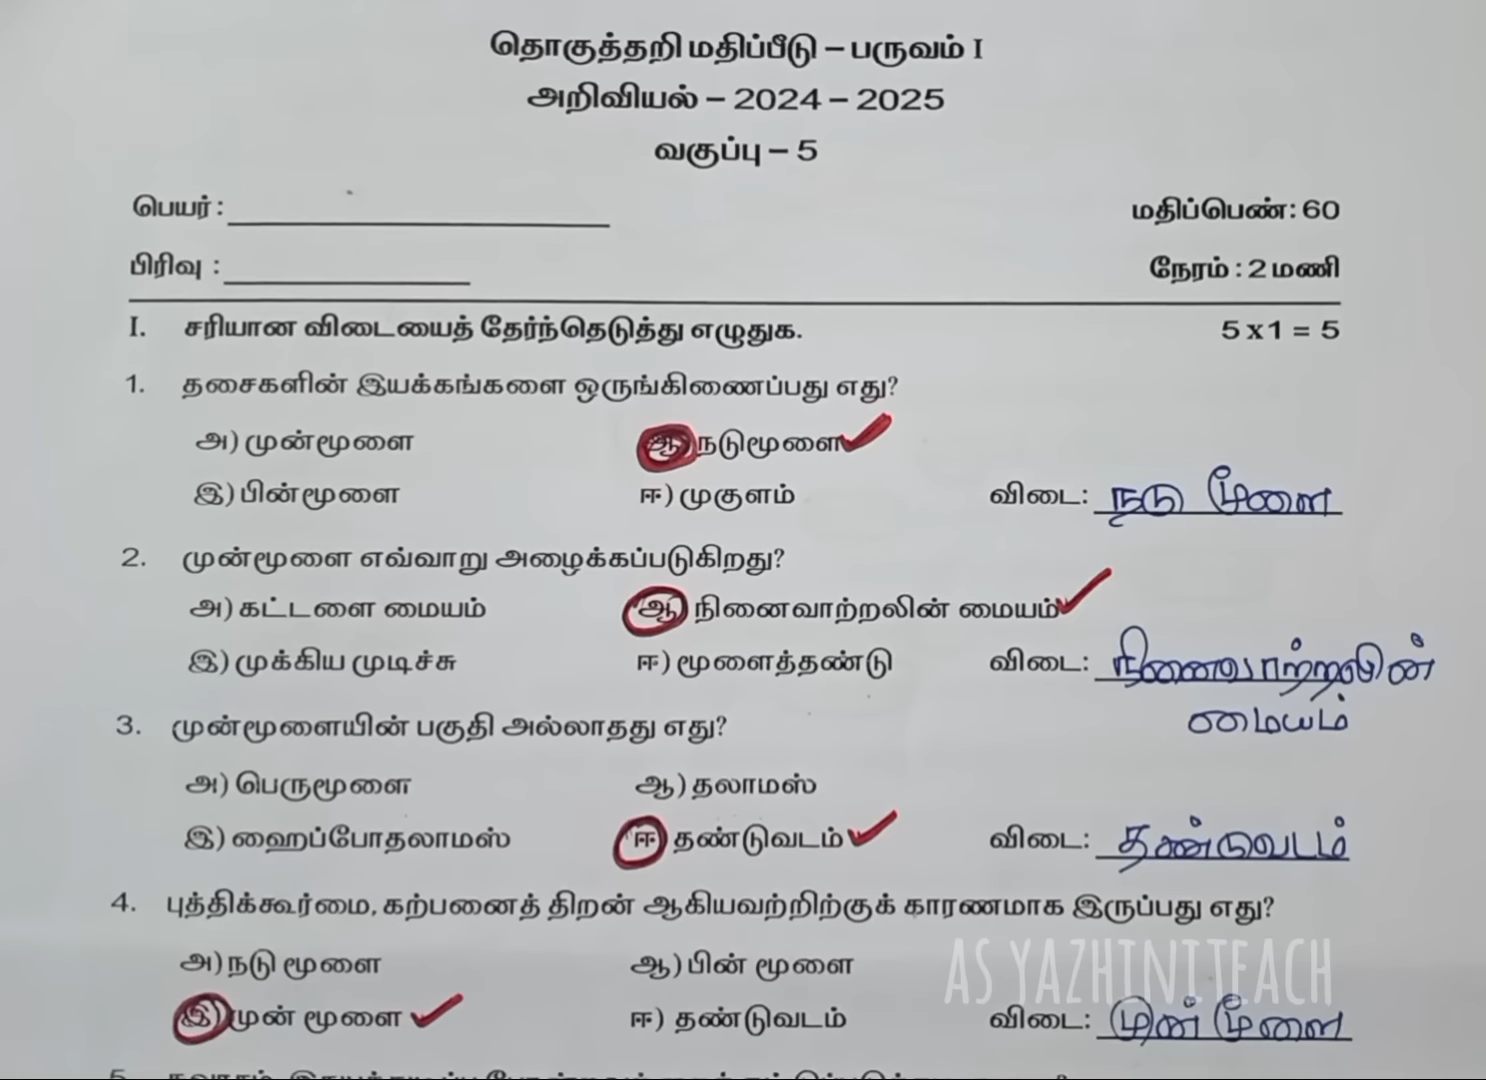 தொகுத்தறி மதிப்பீடு – பருவம் I
அறிவியல் – 2024 – 2025
வகுப்பு – 5
பெயர் :
மதிப்பெண்: 60
பிரிவு :
நேரம் : 2 மணி
I. சரியான விடையைத் தேர்ந்தெடுத்து எழுதுக. 5 x1 = 5
1. தசைகளின் இயக்கங்களை ஒருங்கிணைப்பது எது?
அ) முன்மூளை ஆ) நடுமூளை
இ) பின்மூளை ஈ) முகுளம் விடை: நடு மூளை
2. முன்மூளை எவ்வாறு அழைக்கப்படுகிறது?
அ) கட்டளை மையம் ஆ) நினைவாற்றலின் மையம்
இ) முக்கிய முடிச்சு ஈ) மூளைத்தண்டு விடை: நினைவாற்றலின்
மையம்
3. முன்மூளையின் பகுதி அல்லாதது எது?
அ) பெருமூளை ஆ) தலாமஸ்
இ) ஹைப்போதலாமஸ் ஈ) தண்டுவடம் விடை: தண்டுவடம்
4. புத்திக்கூர்மை, கற்பனைத் திறன் ஆகியவற்றிற்குக் காரணமாக இருப்பது எது?
அ) நடு மூளை ஆ) பின் மூளை
AS YAZHINI TEACH
இ) முன் மூளை ஈ) தண்டுவடம் விடை: முன் மூளை